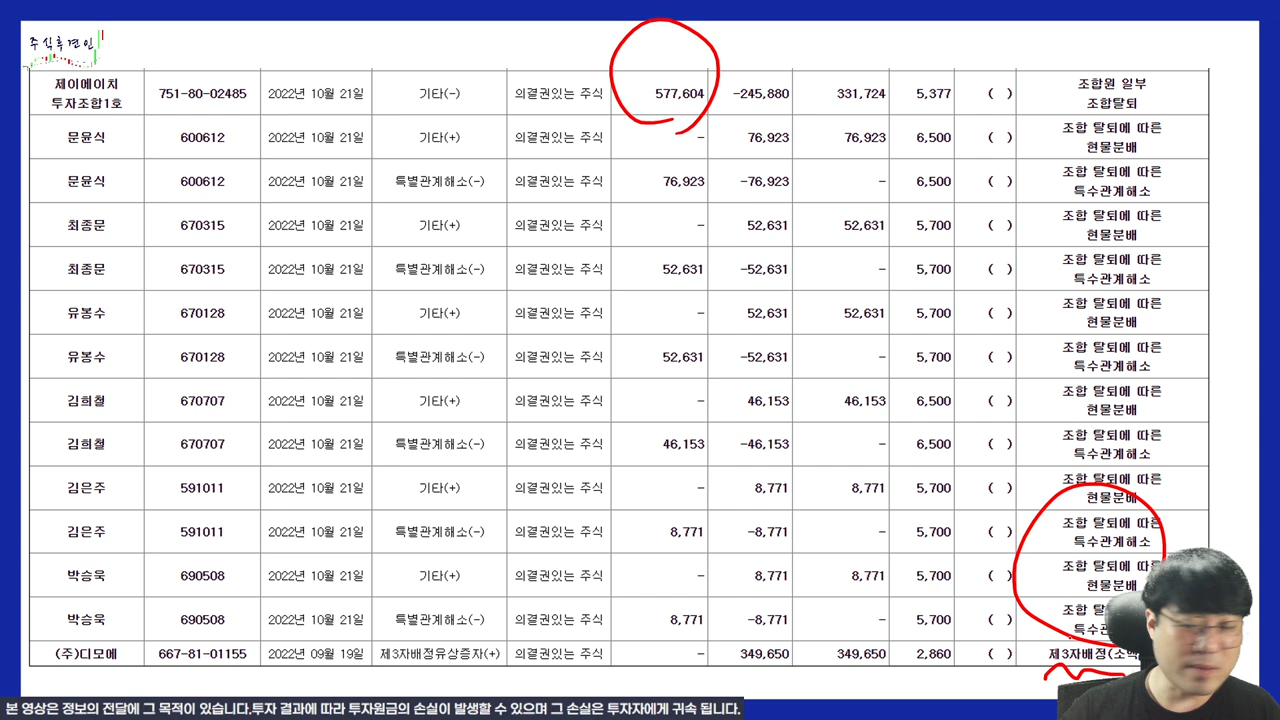 주식후견인
제이에이치
투자조합1호 751-80-02485 2022년 10월 21일 기타(-) 의결권있는 주식 577,604 -245,880 331,724 5,377 ( ) 조합원 일부
조합탈퇴
문윤식 600612 2022년 10월 21일 기타(+) 의결권있는 주식 - 76,923 76,923 6,500 ( ) 조합 탈퇴에 따른
현물분배
문윤식 600612 2022년 10월 21일 특별관계해소(-) 의결권있는 주식 76,923 -76,923 - 6,500 ( ) 조합 탈퇴에 따른
특수관계해소
최종문 670315 2022년 10월 21일 기타(+) 의결권있는 주식 - 52,631 52,631 5,700 ( ) 조합 탈퇴에 따른
현물분배
최종문 670315 2022년 10월 21일 특별관계해소(-) 의결권있는 주식 52,631 -52,631 - 5,700 ( ) 조합 탈퇴에 따른
특수관계해소
유봉수 670128 2022년 10월 21일 기타(+) 의결권있는 주식 - 52,631 52,631 5,700 ( ) 조합 탈퇴에 따른
현물분배
유봉수 670128 2022년 10월 21일 특별관계해소(-) 의결권있는 주식 52,631 -52,631 - 5,700 ( ) 조합 탈퇴에 따른
특수관계해소
김희철 670707 2022년 10월 21일 기타(+) 의결권있는 주식 - 46,153 46,153 6,500 ( ) 조합 탈퇴에 따른
현물분배
김희철 670707 2022년 10월 21일 특별관계해소(-) 의결권있는 주식 46,153 -46,153 - 6,500 ( ) 조합 탈퇴에 따른
특수관계해소
김은주 591011 2022년 10월 21일 기타(+) 의결권있는 주식 - 8,771 8,771 5,700 ( ) 조합 탈퇴에 따른
현물분배
김은주 591011 2022년 10월 21일 특별관계해소(-) 의결권있는 주식 8,771 -8,771 - 5,700 ( ) 조합 탈퇴에 따른
특수관계해소
박승욱 690508 2022년 10월 21일 기타(+) 의결권있는 주식 - 8,771 8,771 5,700 ( ) 조합 탈퇴에 따른
현물분배
박승욱 690508 2022년 10월 21일 특별관계해소(-) 의결권있는 주식 8,771 -8,771 - 5,700 ( ) 조합
(주)디모에 667-81-01155 2022년 09월 19일 제3자배정유상증자(+) 의결권있는 주식 - 349,650 349,650 2,860 ( ) 제3자배정(소액
본 영상은 정보의 전달에 그 목적이 있습니다.투자 결과에 따라 투자원금의 손실이 발생할 수 있으며 그 손실은 투자자에게 귀속 됩니다.